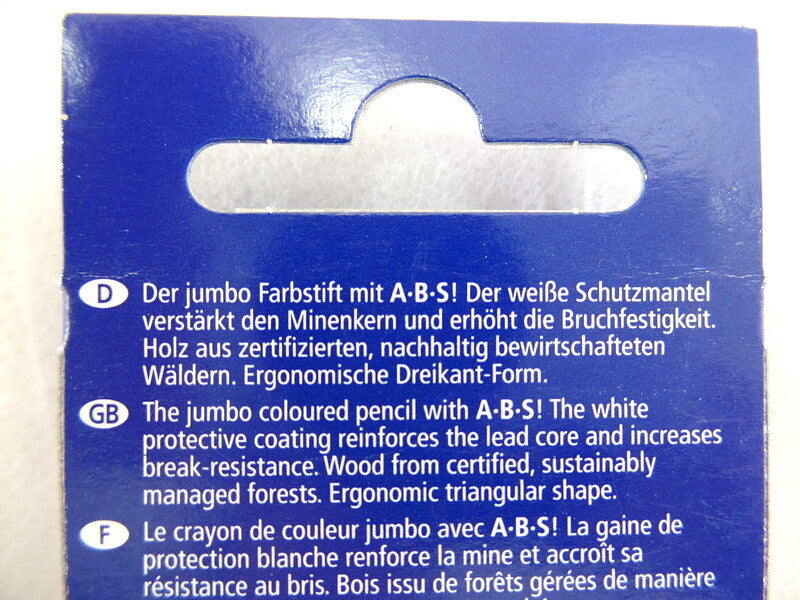 D Der jumbo Farbstift mit A·B·S! Der weiße Schutzmantel
verstärkt den Minenkern und erhöht die Bruchfestigkeit.
Holz aus zertifizierten, nachhaltig bewirtschafteten
Wäldern. Ergonomische Dreikant-Form.
GB The jumbo coloured pencil with A·B·S! The white
protective coating reinforces the lead core and increases
break-resistance. Wood from certified, sustainably
managed forests. Ergonomic triangular shape.
F Le crayon de couleur jumbo avec A·B·S! La gaine de
protection blanche renforce la mine et accroît sa
résistance au bris. Bois issu de forêts gérées de manière